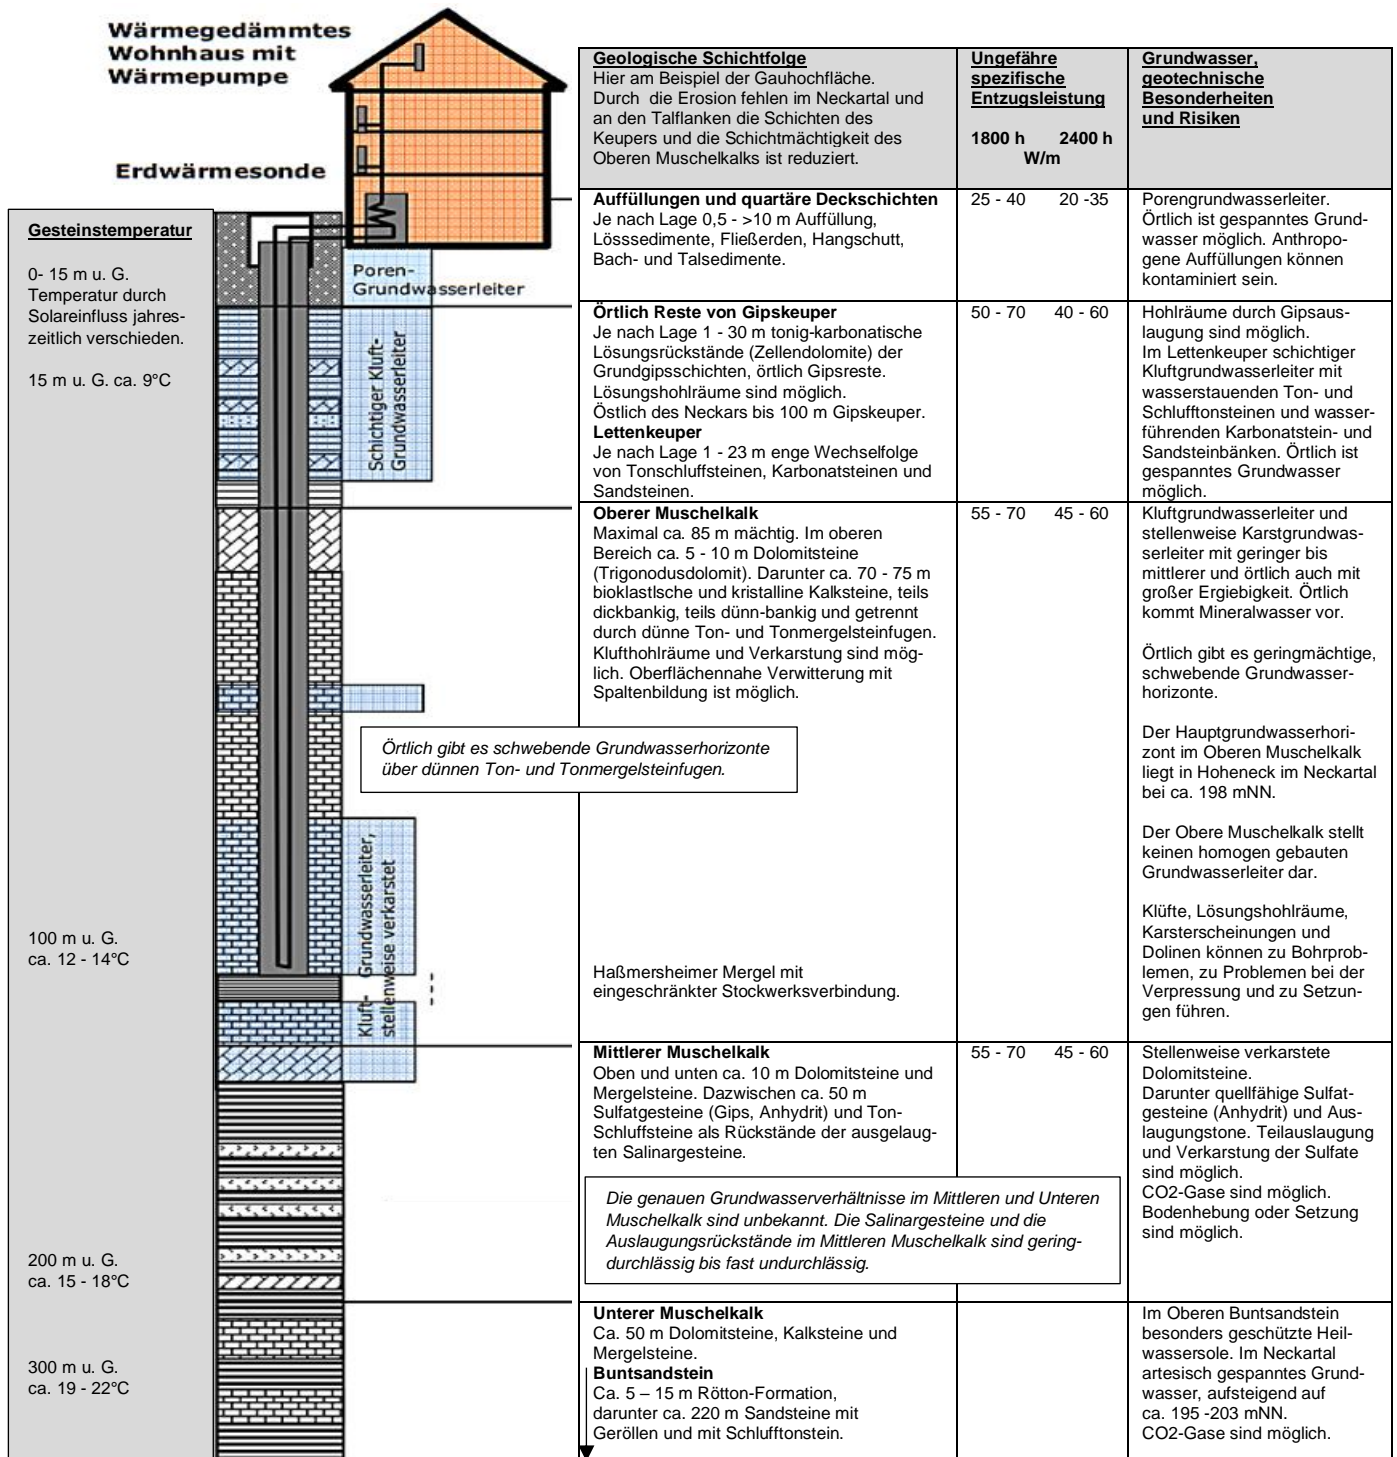 Wärmegedämmtes
Wohnhaus mit
Wärmepumpe
Erdwärmesonde
Gesteinstemperatur
0- 15 m u. G.
Temperatur durch
Solareinfluss jahres-
zeitlich verschieden.
15 m u. G. ca. 9°C
100 m u. G.
ca. 12 - 14°C
200 m u. G.
ca. 15 - 18°C
300 m u. G.
ca. 19 - 22°C
Poren-
Grundwasserleiter
Schichtiger Kluft-
Grundwasserleiter
Kluft- Grundwasserleiter,
stellenweise verkarstet
Örtlich gibt es schwebende Grundwasserhorizonte
über dünnen Ton- und Tonmergelsteinfugen.
Geologische Schichtfolge
Hier am Beispiel der Gauhochfläche.
Durch die Erosion fehlen im Neckartal und
an den Talflanken die Schichten des
Keupers und die Schichtmächtigkeit des
Oberen Muschelkalks ist reduziert.
Ungefähre
spezifische
Entzugsleistung
1800 h 2400 h
W/m
Grundwasser,
geotechnische
Besonderheiten
und Risiken
Auffüllungen und quartäre Deckschichten
Je nach Lage 0,5 - >10 m Auffüllung,
Lösssedimente, Fließerden, Hangschutt,
Bach- und Talsedimente.
25 - 40 20 -35
Porengrundwasserleiter.
Örtlich ist gespanntes Grund-
wasser möglich. Anthropo-
gene Auffüllungen können
kontaminiert sein.
Örtlich Reste von Gipskeuper
Je nach Lage 1 - 30 m tonig-karbonatische
Lösungsrückstände (Zellendolomite) der
Grundgipsschichten, örtlich Gipsreste.
Lösungshohlräume sind möglich.
Östlich des Neckars bis 100 m Gipskeuper.
Lettenkeuper
Je nach Lage 1 - 23 m enge Wechselfolge
von Tonschluffsteinen, Karbonatsteinen und
Sandsteinen.
50 - 70 40 - 60
Hohlräume durch Gipsaus-
laugung sind möglich.
Im Lettenkeuper schichtiger
Kluftgrundwasserleiter mit
wasserstauenden Ton- und
Schlufftonsteinen und wasser-
führenden Karbonatstein- und
Sandsteinbänken. Örtlich ist
gespanntes Grundwasser
möglich.
Oberer Muschelkalk
Maximal ca. 85 m mächtig. Im oberen
Bereich ca. 5 - 10 m Dolomitsteine
(Trigonodusdolomit). Darunter ca. 70 - 75 m
bioklastlsche und kristalline Kalksteine, teils
dickbankig, teils dünn-bankig und getrennt
durch dünne Ton- und Tonmergelsteinfugen.
Klufthohlräume und Verkarstung sind mög-
lich. Oberflächennahe Verwitterung mit
Spaltenbildung ist möglich.
Haßmersheimer Mergel mit
eingeschränkter Stockwerksverbindung.
55 - 70 45 - 60
Kluftgrundwasserleiter und
stellenweise Karstgrundwas-
serleiter mit geringer bis
mittlerer und örtlich auch mit
großer Ergiebigkeit. Örtlich
kommt Mineralwasser vor.
Örtlich gibt es geringmächtige,
schwebende Grundwasser-
horizonte.
Der Hauptgrundwasserhori-
zont im Oberen Muschelkalk
liegt in Hoheneck im Neckartal
bei ca. 198 mNN.
Der Obere Muschelkalk stellt
keinen homogen gebauten
Grundwasserleiter dar.
Klüfte, Lösungshohlräume,
Karsterscheinungen und
Dolinen können zu Bohrprob-
lemen, zu Problemen bei der
Verpressung und zu Setzun-
gen führen.
Mittlerer Muschelkalk
Oben und unten ca. 10 m Dolomitsteine und
Mergelsteine. Dazwischen ca. 50 m
Sulfatgesteine (Gips, Anhydrit) und Ton-
Schluffsteine als Rückstände der ausgelaug-
ten Salinargesteine.
55 - 70 45 - 60
Stellenweise verkarstete
Dolomitsteine.
Darunter quellfähige Sulfat-
gesteine (Anhydrit) und Aus-
laugungstone. Teilauslaugung
und Verkarstung der Sulfate
sind möglich.
CO2-Gase sind möglich.
Bodenhebung oder Setzung
sind möglich.
Die genauen Grundwasserverhältnisse im Mittleren und Unteren
Muschelkalk sind unbekannt. Die Salinargesteine und die
Auslaugungsrückstände im Mittleren Muschelkalk sind gering-
durchlässig bis fast undurchlässig.
Unterer Muschelkalk
Ca. 50 m Dolomitsteine, Kalksteine und
Mergelsteine.
Buntsandstein
Ca. 5 – 15 m Rötton-Formation,
darunter ca. 220 m Sandsteine mit
Geröllen und mit Schlufftonstein.
Im Oberen Buntsandstein
besonders geschützte Heil-
wassersole. Im Neckartal
artesisch gespanntes Grund-
wasser, aufsteigend auf
ca. 195 -203 mNN.
CO2-Gase sind möglich.